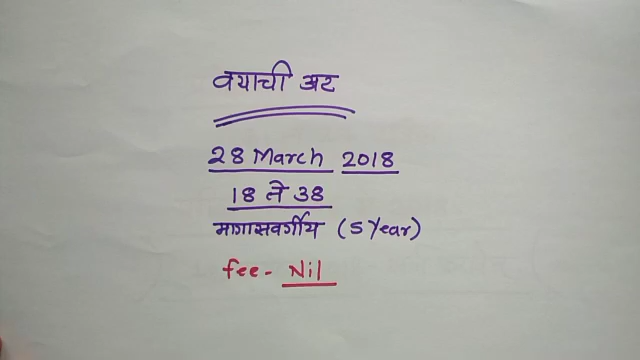 वयाची अट
28 March 2018
18 ते 38
मागासवर्गीय (5 Year)
fee - Nil